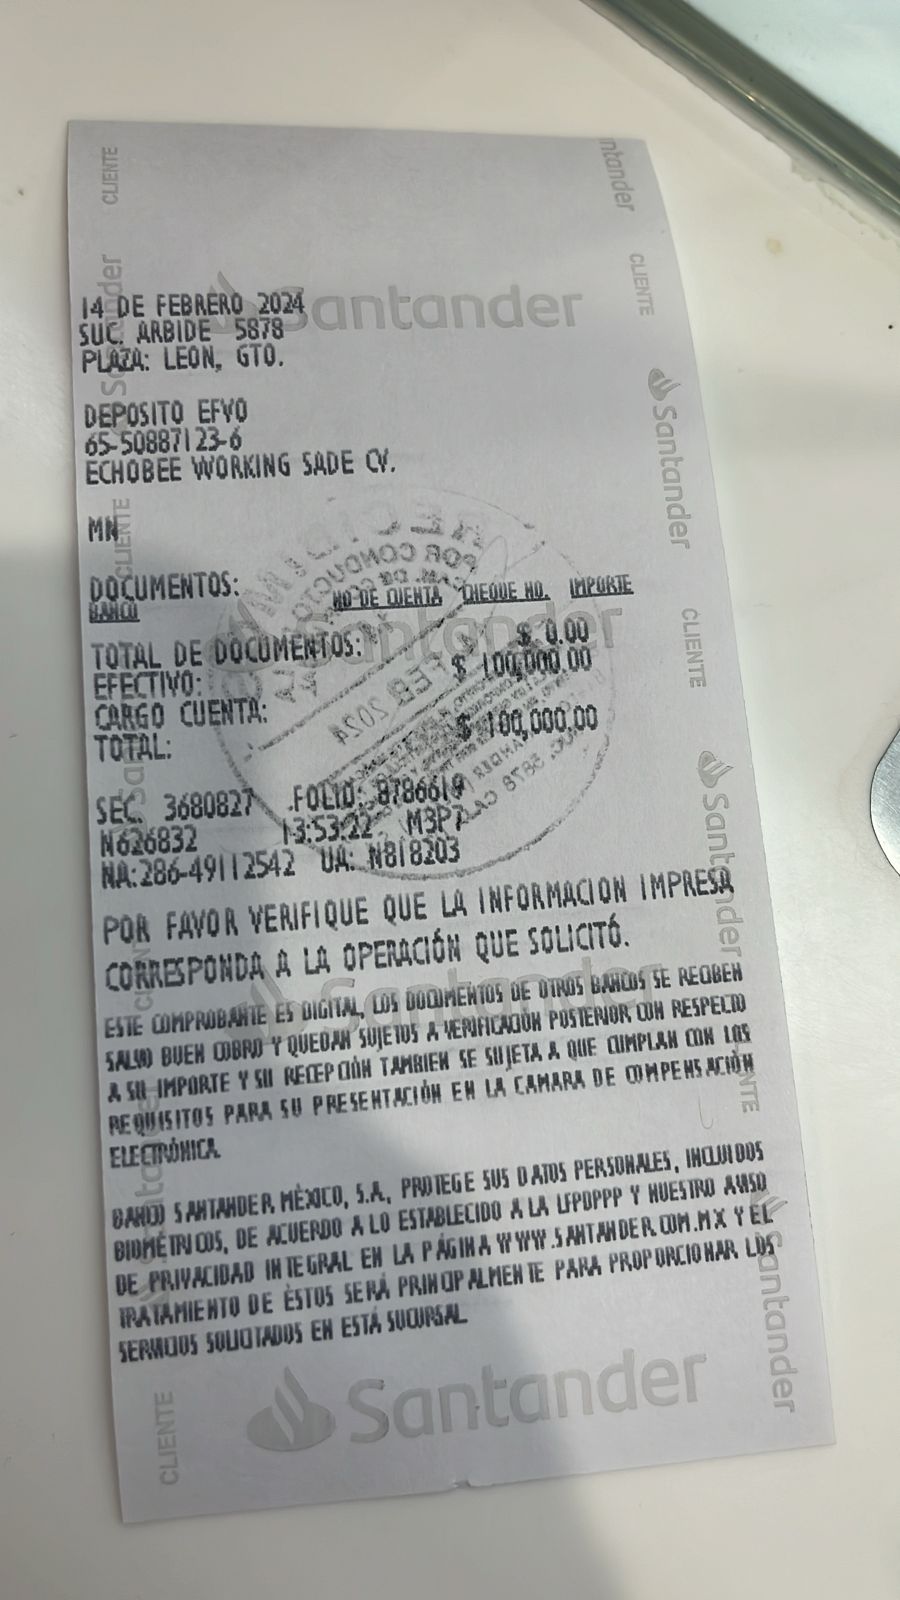 CLIENTE
Santander
14 DE FEBRERO 2024
SUC. ARBIDE 5878
PLAZA: LEON, GTO.
DEPOSITO EFVO
65-50887123-6
ECHOBEE WORKING SADE CV.
MN
DOCUMENTOS:
BANCO NO DE CUENTA CHEQUE NO. IMPORTE
TOTAL DE DOCUMENTOS: $ 0.00
EFECTIVO: $ 100,000.00
CARGO CUENTA:
TOTAL: $ 100,000.00
SEC. 3680827 FOLIO: 8786619
N626832 13:53:22 M3P7
NA:286-49112542 UA: N818203
POR FAVOR VERIFIQUE QUE LA INFORMACION IMPRESA
CORRESPONDA A LA OPERACIÓN QUE SOLICITÓ.
ESTE COMPROBANTE ES DIGITAL, LOS DOCUMENTOS DE OTROS BANCOS SE RECIBEN
SALVO BUEN COBRO Y QUEDAN SUJETOS A VERIFICACION POSTERIOR CON RESPECTO
A SU IMPORTE Y SU RECEPCIÓN TAMBIEN SE SUJETA A QUE CUMPLAN CON LOS
REQUISITOS PARA SU PRESENTACIÓN EN LA CAMARA DE COMPENSACIÓN
ELECTRÓNICA.
BANCO SANTANDER MÉXICO, S.A., PROTEGE SUS DATOS PERSONALES, INCLUIDOS
BIOMÉTRICOS, DE ACUERDO A LO ESTABLECIDO A LA LFPDPPP Y NUESTRO AVISO
DE PRIVACIDAD INTEGRAL EN LA PÁGINA WWW.SANTANDER.COM.MX Y EL
TRATAMIENTO DE ÉSTOS SERÁ PRINCIPALMENTE PARA PROPORCIONAR LOS
SERVICIOS SOLICITADOS EN ESTÁ SUCURSAL.
Santander
CLIENTE